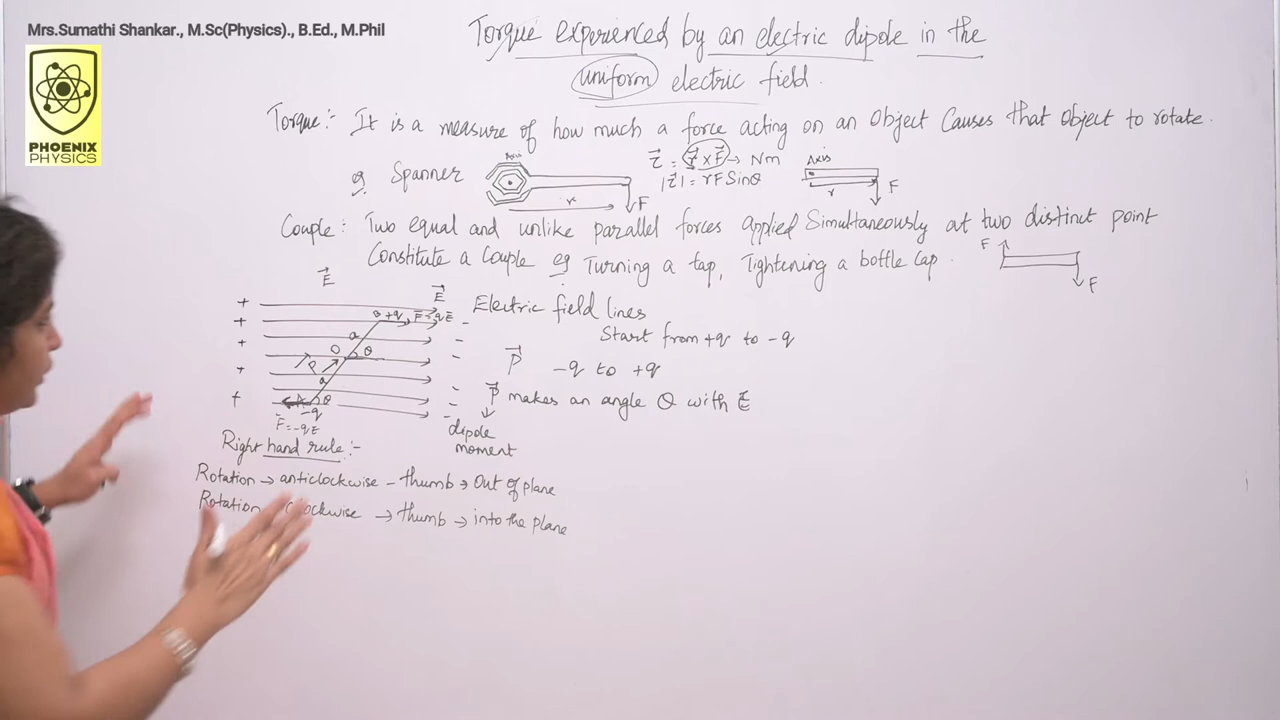 Mrs.Sumathi Shankar., M.Sc(Physics)., B.Ed., M.Phil
PHOENIX
PHYSICS
Torque experienced by an electric dipole in the
uniform electric field.
Torque:- It is a measure of how much a force acting on an Object Causes that object to rotate.
eg Spanner
Axis
r
F
τ⃗ = r⃗ × F⃗ → Nm
|τ⃗| = rF Sinθ
Axis
r
F
Couple: Two equal and unlike parallel forces applied Simultaneously at two distinct point
Constitute a Couple eg Turning a tap, Tightening a bottle cap.
F
F
E⃗
E⃗
+ + + + +
B +q F⃗=qE⃗
a
O θ
P
a
A θ
-q
F=-qE
- - - - -
Electric field lines
Start from +q to -q
P⃗ -q to +q
P⃗ makes an angle θ with E⃗
dipole
moment
Right hand rule:-
Rotation → anticlockwise - thumb → Out of plane
Rotation clockwise → thumb → into the plane